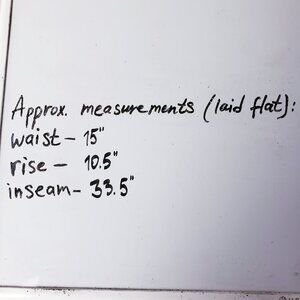 Approx. measurements (laid flat):
waist – 15"
rise – 10.5"
inseam – 33.5"